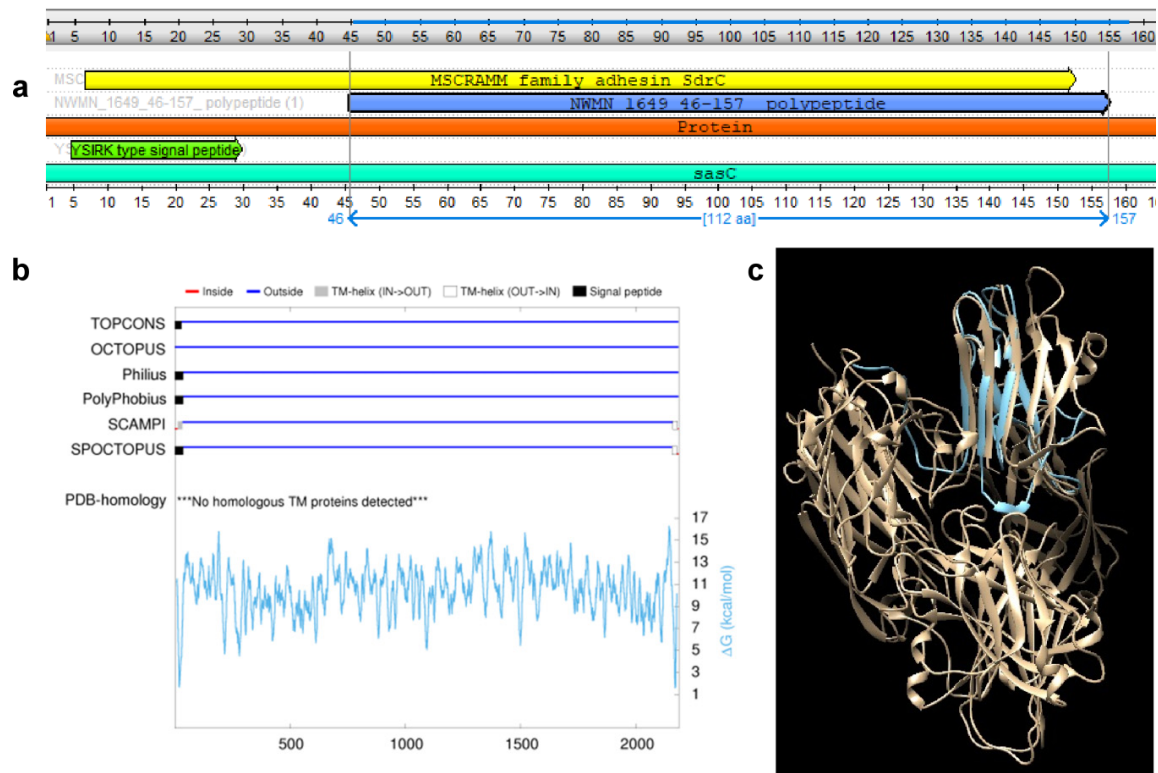 1 5 10 15 20 25 30 35 40 45 50 55 60 65 70 75 80 85 90 95 100 105 110 115 120 125 130 135 140 145 150 155 160
a
MSC MSCRAMM family adhesin SdrC
NWMN_1649_46-157_ polypeptide (1) NWMN 1649 46-157 polypeptide
Protein
YSIRK type signal peptide
sasC
1 5 10 15 20 25 30 35 40 45 50 55 60 65 70 75 80 85 90 95 100 105 110 115 120 125 130 135 140 145 150 155 160
46 [112 aa] 157
b
Inside Outside TM-helix (IN->OUT) TM-helix (OUT->IN) Signal peptide
TOPCONS
OCTOPUS
Philius
PolyPhobius
SCAMPI
SPOCTOPUS
PDB-homology ***No homologous TM proteins detected***
17
15
13
11
9
7
5
3
1
ΔG (kcal/mol)
500 1000 1500 2000
c